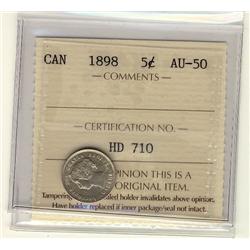 CAN 1898 5¢ AU-50
COMMENTS
CERTIFICATION NO.
HD 710
OPINION THIS IS A
ORIGINAL ITEM.
Tampering holder invalidates above opinion.
Have holder replaced if inner package/seal not intact.